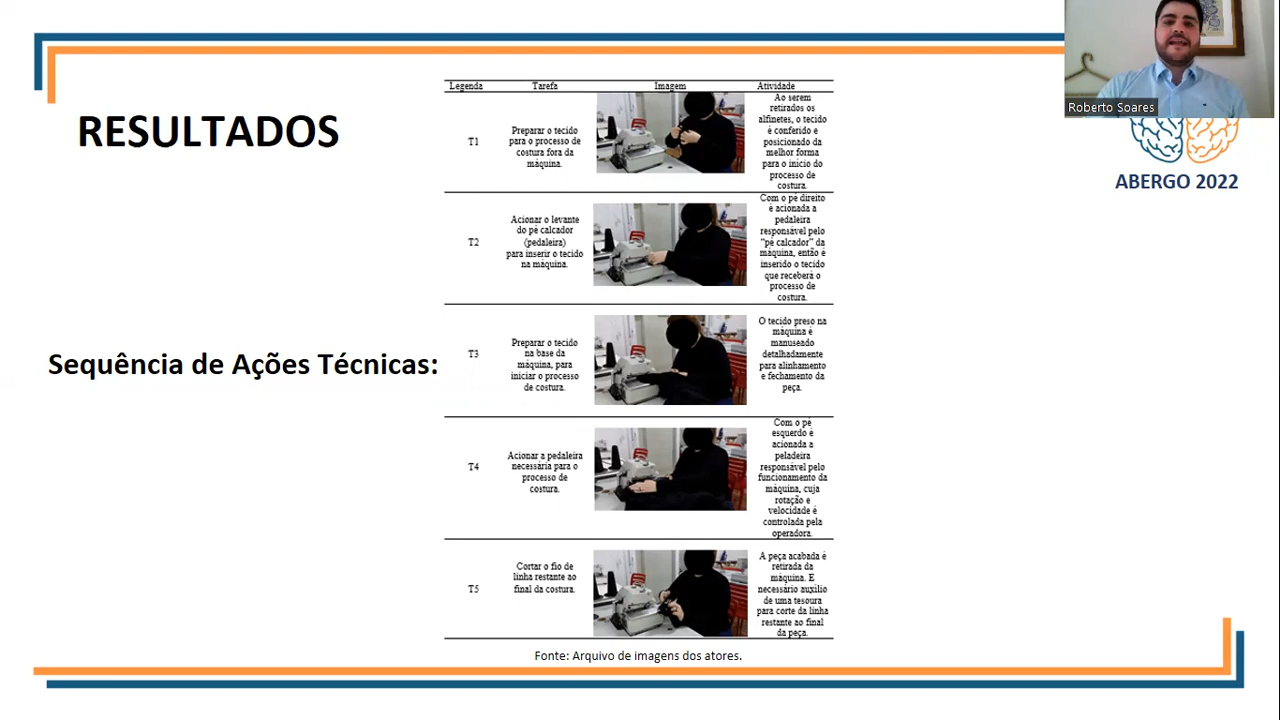 RESULTADOS
Sequência de Ações Técnicas:
Legenda Tarefa Imagem Atividade
T1
Preparar o tecido
para o processo de
costura fora da
máquina.
Ao serem
retirados os
alfinetes, o tecido
é conferido e
posicionado da
melhor forma
para o início do
processo de
costura.
T2
Acionar o levante
do pé calcador
(pedaleira)
para inserir o tecido
na máquina.
Com o pé direito
é acionada a
pedaleira
responsável pelo
"pé calcador" da
máquina, então é
inserido o tecido
que receberá o
processo de
costura.
T3
Preparar o tecido
na base da
máquina, para
iniciar o processo
de costura.
O tecido preso na
máquina é
manuseado
detalhadamente
para alinhamento
e fechamento da
peça.
T4
Acionar a pedaleira
necessária para o
processo de
costura.
Com o pé
esquerdo é
acionada a
peladeira
responsável pelo
funcionamento da
máquina, cuja
rotação e
velocidade é
controlada pela
operadora.
T5
Cortar o fio de
linha restante ao
final da costura.
A peça acabada é
retirada da
máquina. E
necessário auxilio
de uma tesoura
para corte da linha
restante ao final
da peça.
Fonte: Arquivo de imagens dos atores.
Roberto Soares
ABERGO 2022